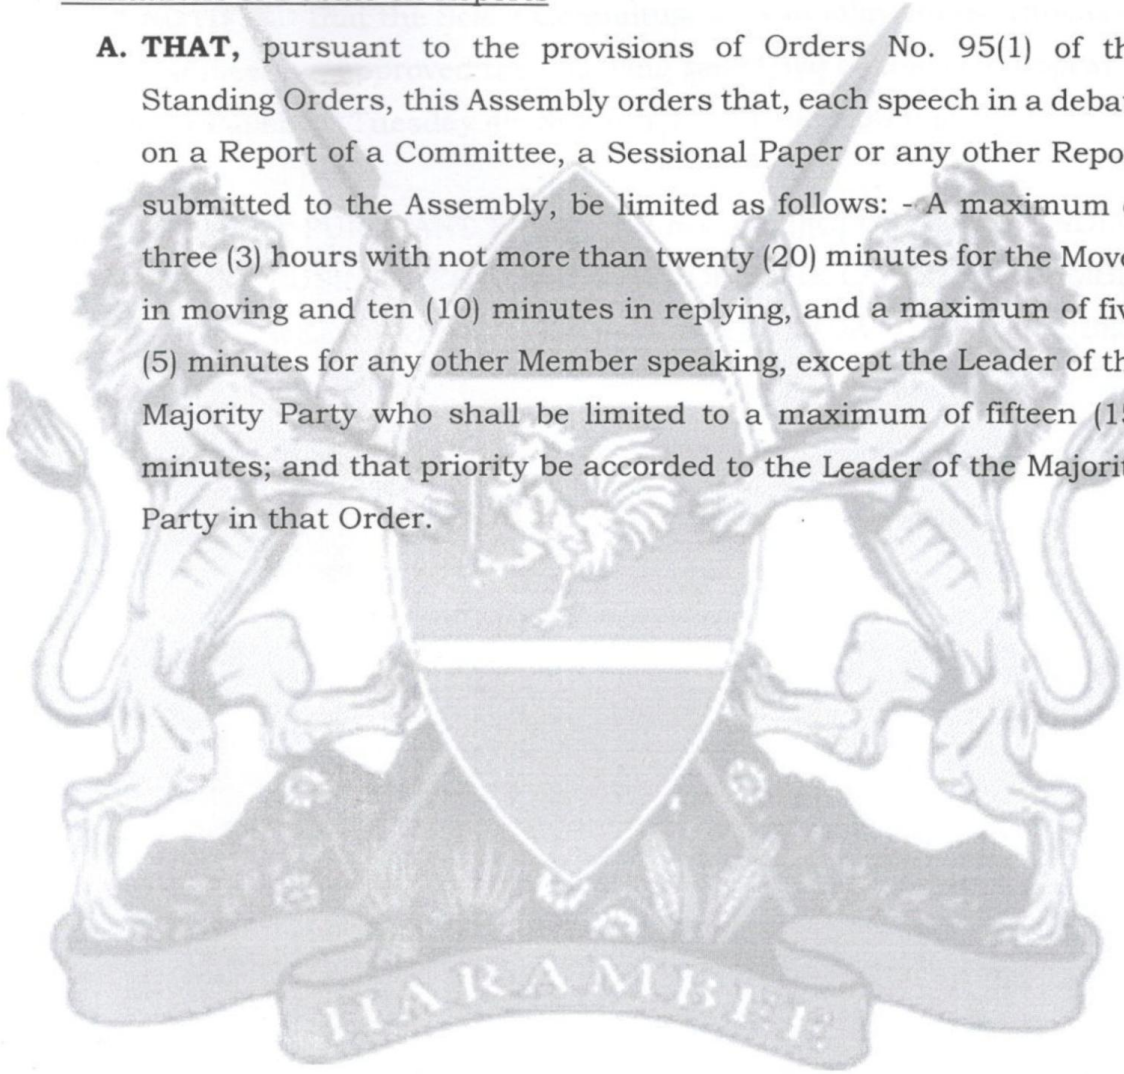 A. THAT, pursuant to the provisions of Orders No. 95(1) of th
Standing Orders, this Assembly orders that, each speech in a deba
on a Report of a Committee, a Sessional Paper or any other Repo
submitted to the Assembly, be limited as follows: - A maximum
three (3) hours with not more than twenty (20) minutes for the Move
in moving and ten (10) minutes in replying, and a maximum of fiv
(5) minutes for any other Member speaking, except the Leader of th
Majority Party who shall be limited to a maximum of fifteen (15
minutes; and that priority be accorded to the Leader of the Majorit
Party in that Order.
HARAMBEE